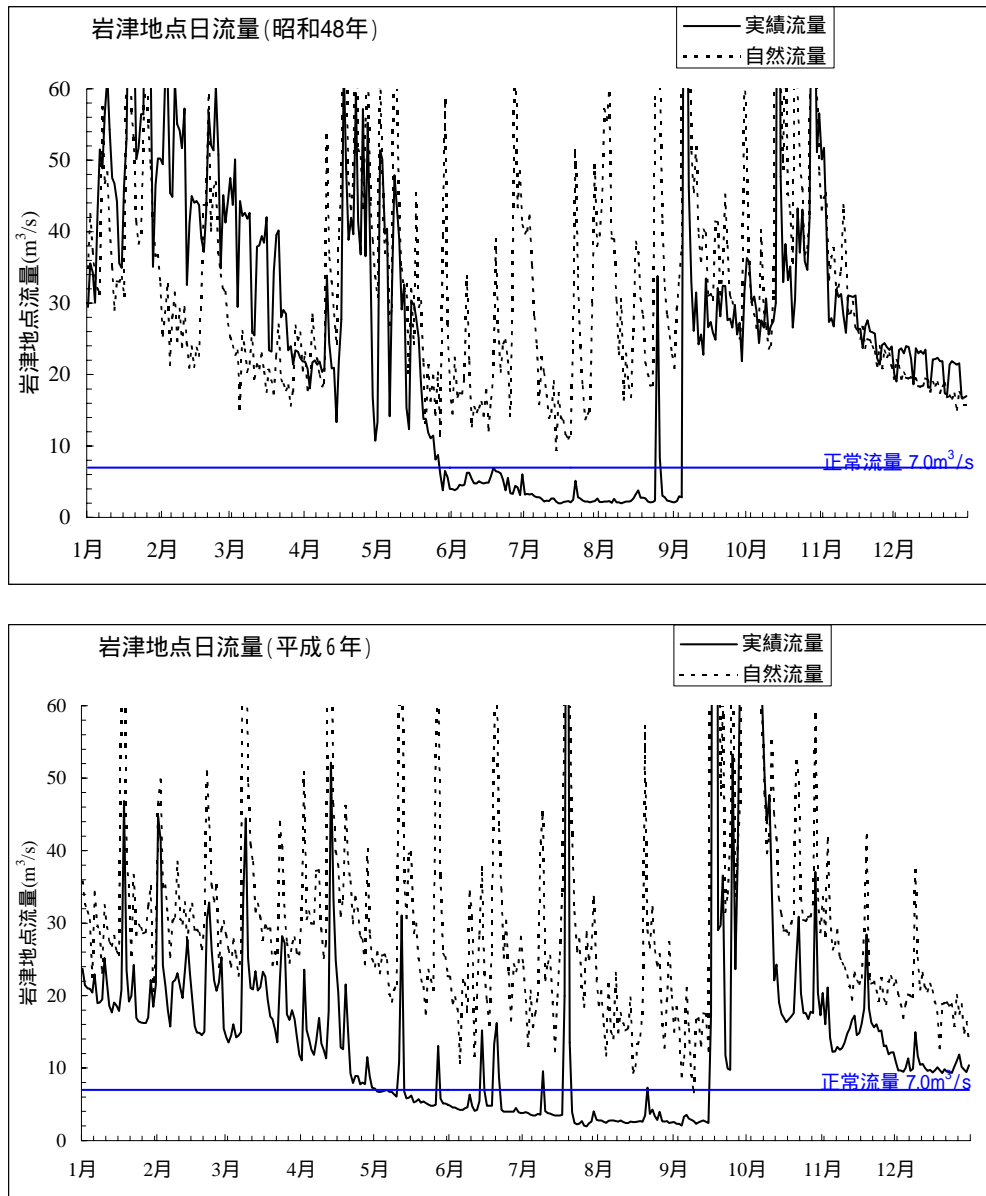 岩津地点日流量(昭和48年)
実績流量
自然流量
岩津地点流量(m³/s)
60
50
40
30
20
10
0
正常流量 7.0m³/s
1月 2月 3月 4月 5月 6月 7月 8月 9月 10月 11月 12月
岩津地点日流量(平成6年)
実績流量
自然流量
岩津地点流量(m³/s)
60
50
40
30
20
10
0
正常流量 7.0m³/s
1月 2月 3月 4月 5月 6月 7月 8月 9月 10月 11月 12月